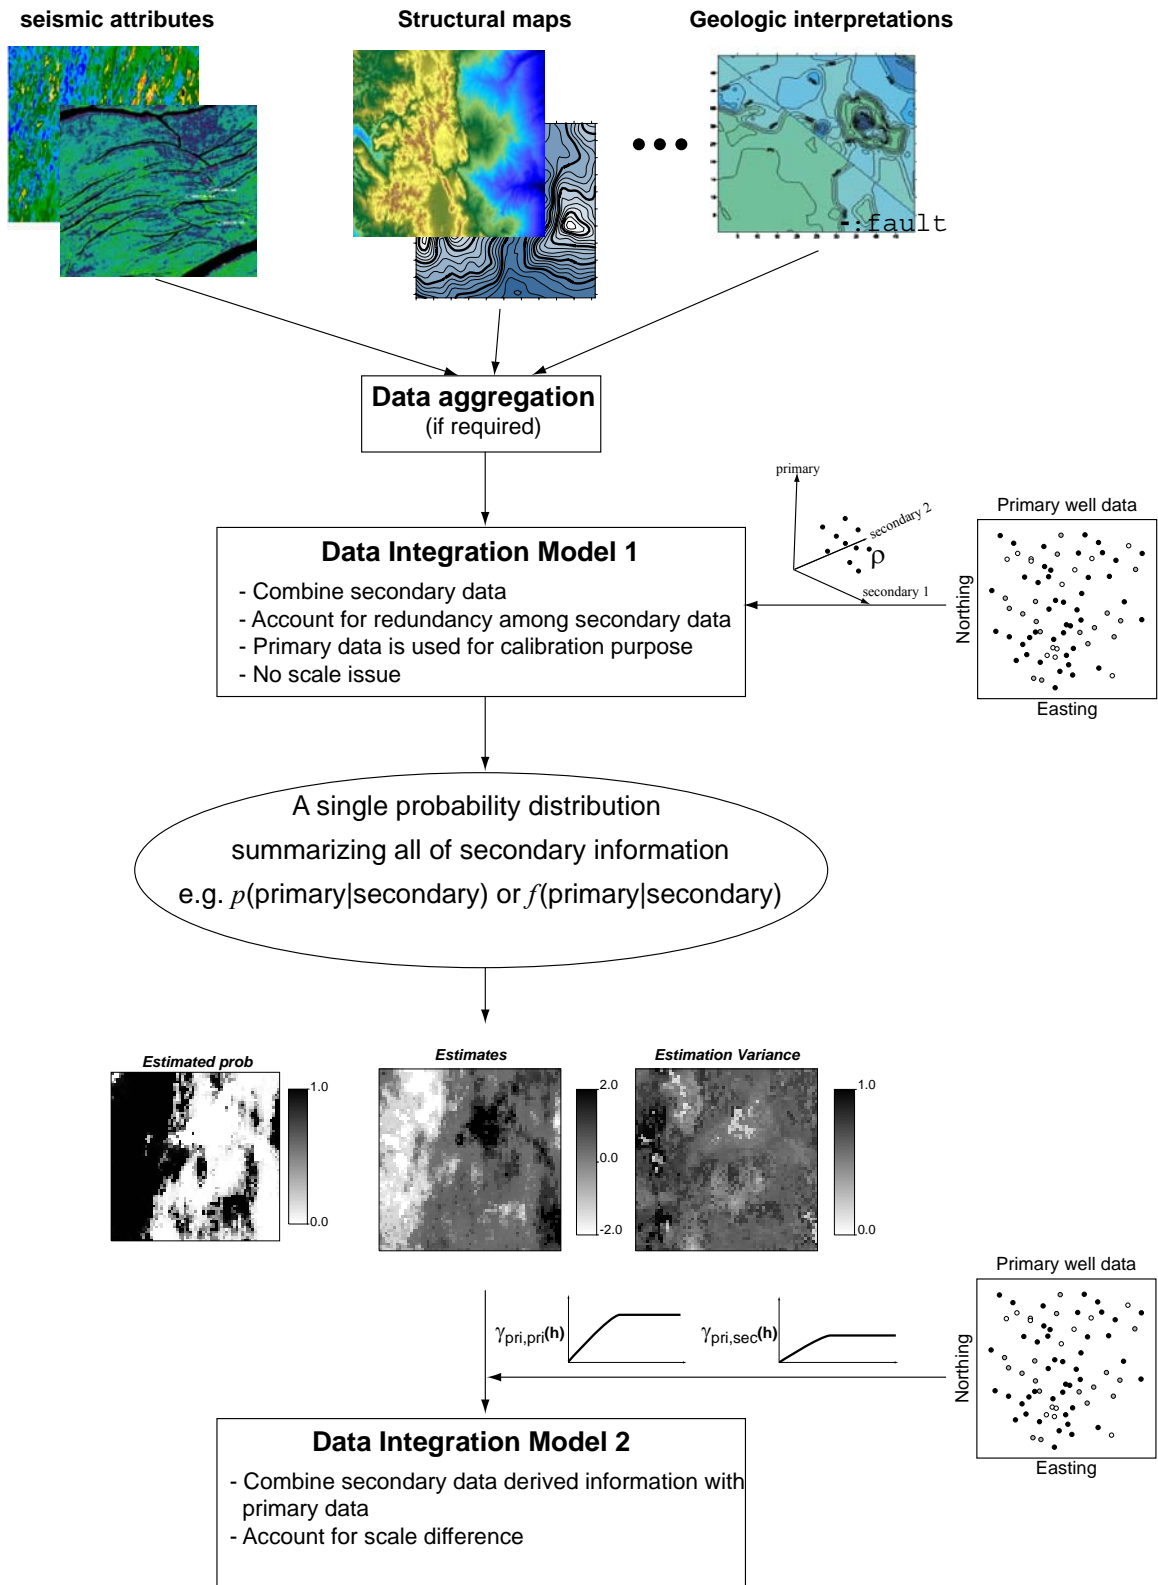 seismic attributes
Structural maps
Geologic interpretations
-:fault
Data aggregation
(if required)
primary
secondary 2
ρ
secondary 1
Primary well data
Northing
Easting
Data Integration Model 1
- Combine secondary data
- Account for redundancy among secondary data
- Primary data is used for calibration purpose
- No scale issue
A single probability distribution
summarizing all of secondary information
e.g. p(primary|secondary) or f(primary|secondary)
Estimated prob
1.0
0.0
Estimates
2.0
0.0
-2.0
Estimation Variance
1.0
0.0
γpri,pri(h)
γpri,sec(h)
Primary well data
Northing
Easting
Data Integration Model 2
- Combine secondary data derived information with
primary data
- Account for scale difference